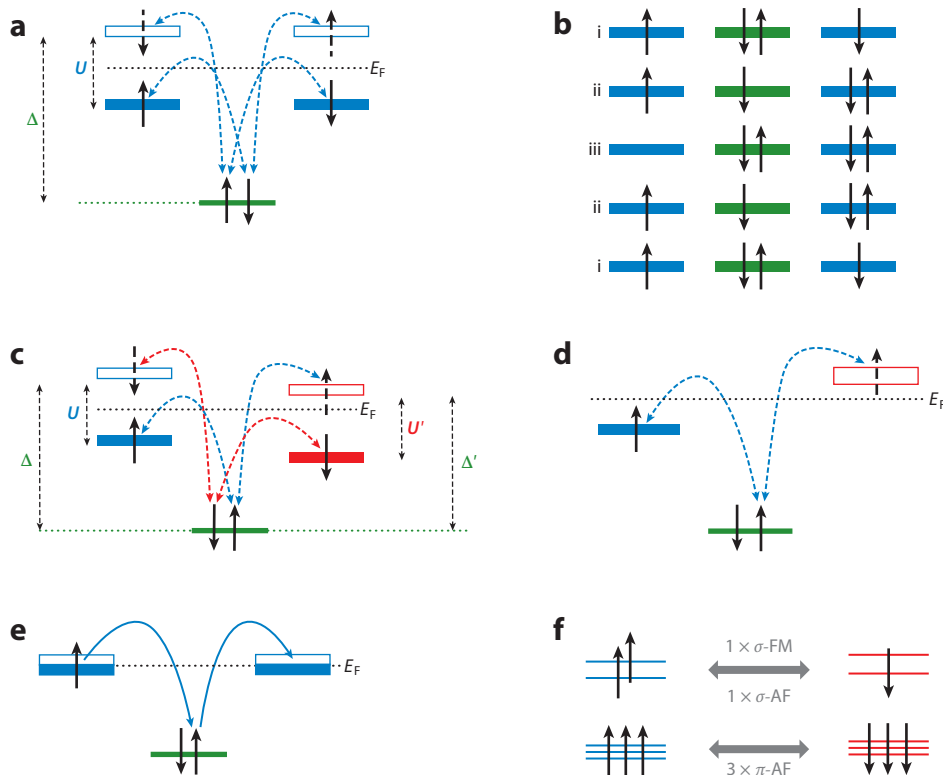 a
U
Δ
E_F
b
i
ii
iii
ii
i
c
U
Δ
E_F
U'
Δ'
d
E_F
e
E_F
f
1 × σ-FM
1 × σ-AF
3 × π-AF